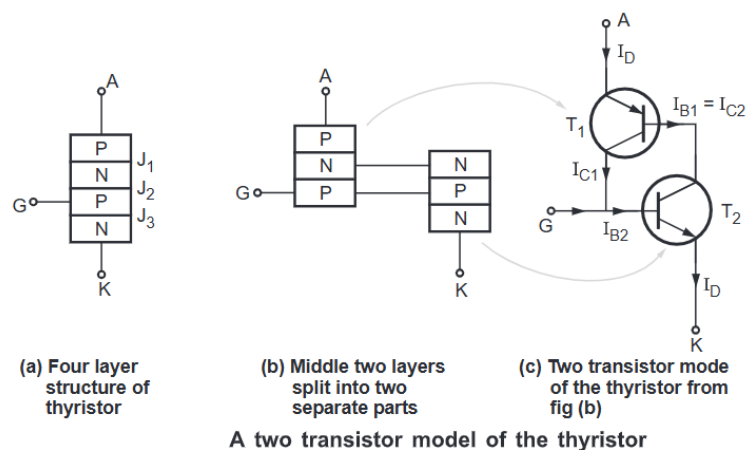 A
P
J1
N
J2
G
P
J3
N
K
(a) Four layer
structure of
thyristor
A
P
N
N
G
P
P
N
K
(b) Middle two layers
split into two
separate parts
A
ID
IB1 = IC2
T1
IC1
G
IB2
T2
ID
K
(c) Two transistor mode
of the thyristor from
fig (b)
A two transistor model of the thyristor